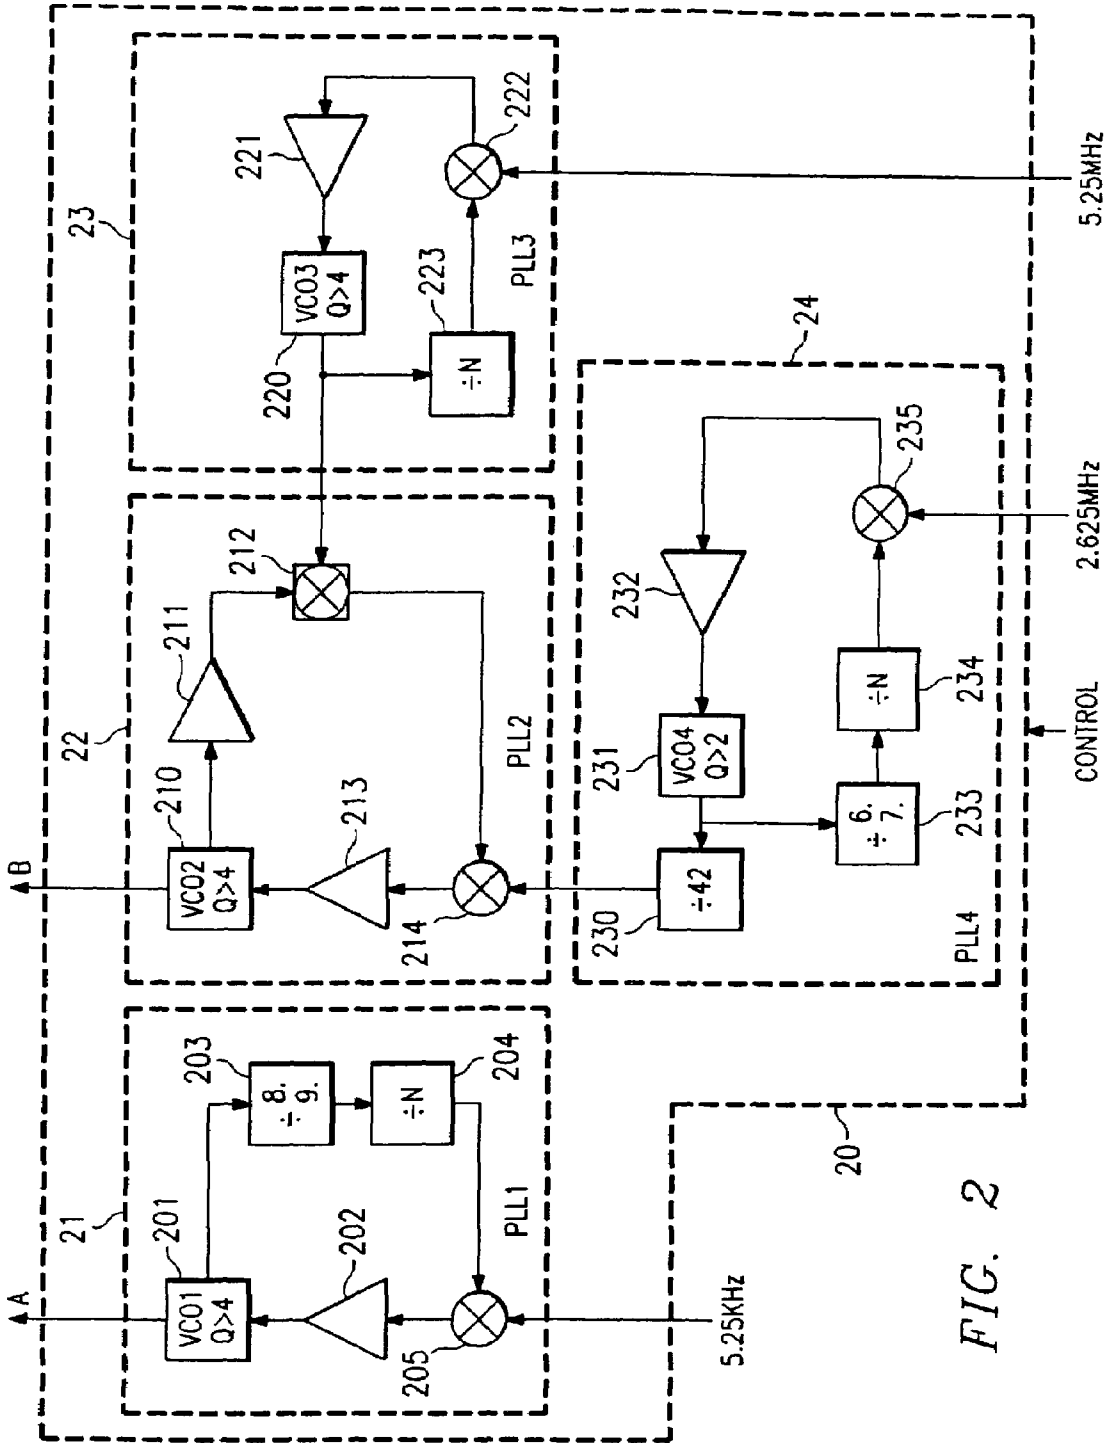 A
B
21
201
VCO1
Q>4
202
203
÷ 8.
9.
204
÷N
205
PLL1
5.25KHz
22
210
VCO2
Q>4
211
212
213
214
PLL2
23
220
VCO3
Q>4
221
222
223
÷N
PLL3
5.25MHz
24
230
÷42
231
VCO4
Q>2
232
233
÷ 6.
7.
234
÷N
235
PLL4
2.625MHz
CONTROL
20
FIG. 2